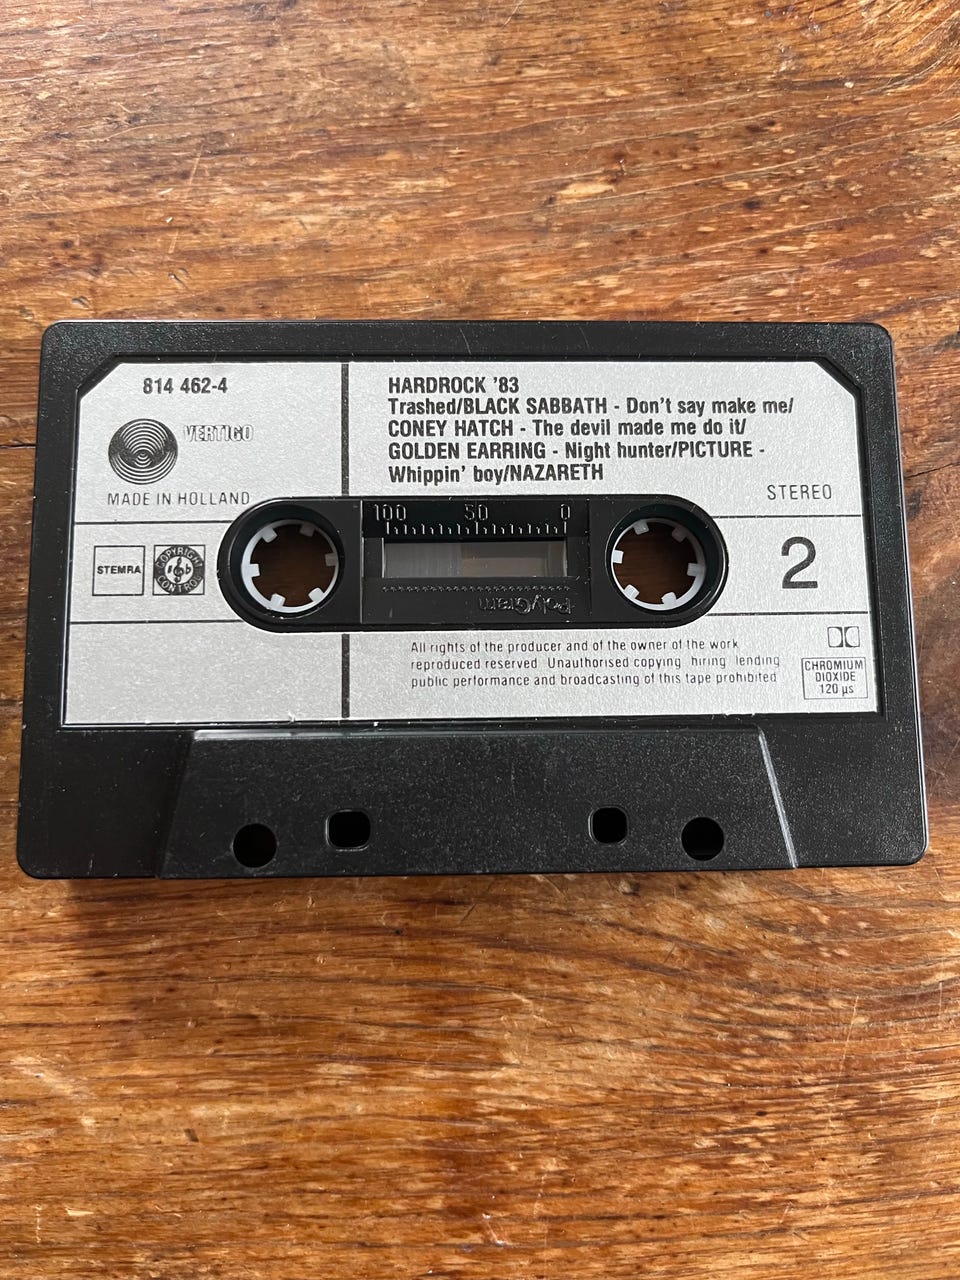 814 462-4
VERTIGO
MADE IN HOLLAND
HARDROCK '83
Trashed/BLACK SABBATH - Don't say make me/
CONEY HATCH - The devil made me do it/
GOLDEN EARRING - Night hunter/PICTURE -
Whippin' boy/NAZARETH
STEREO
100 50 0
STEMRA
COPYRIGHT
CONTROL
2
PolyGram
All rights of the producer and of the owner of the work
reproduced reserved Unauthorised copying hiring lending
public performance and broadcasting of this tape prohibited
CHROMIUM
DIOXIDE
120 µs